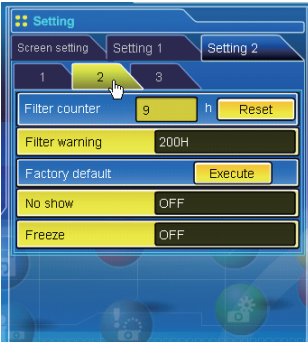 Setting
Screen setting Setting 1 Setting 2
1 2 3
Filter counter 9 h Reset
Filter warning 200H
Factory default Execute
No show OFF
Freeze OFF